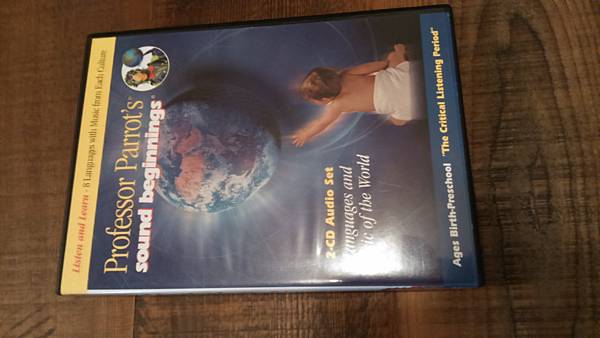 Listen and Learn - 8 Languages with Music from Each Culture
Professor Parrot's®
sound beginnings®
2-CD Audio Set
Languages and
of the World
Ages Birth-Preschool "The Critical Listening Period"